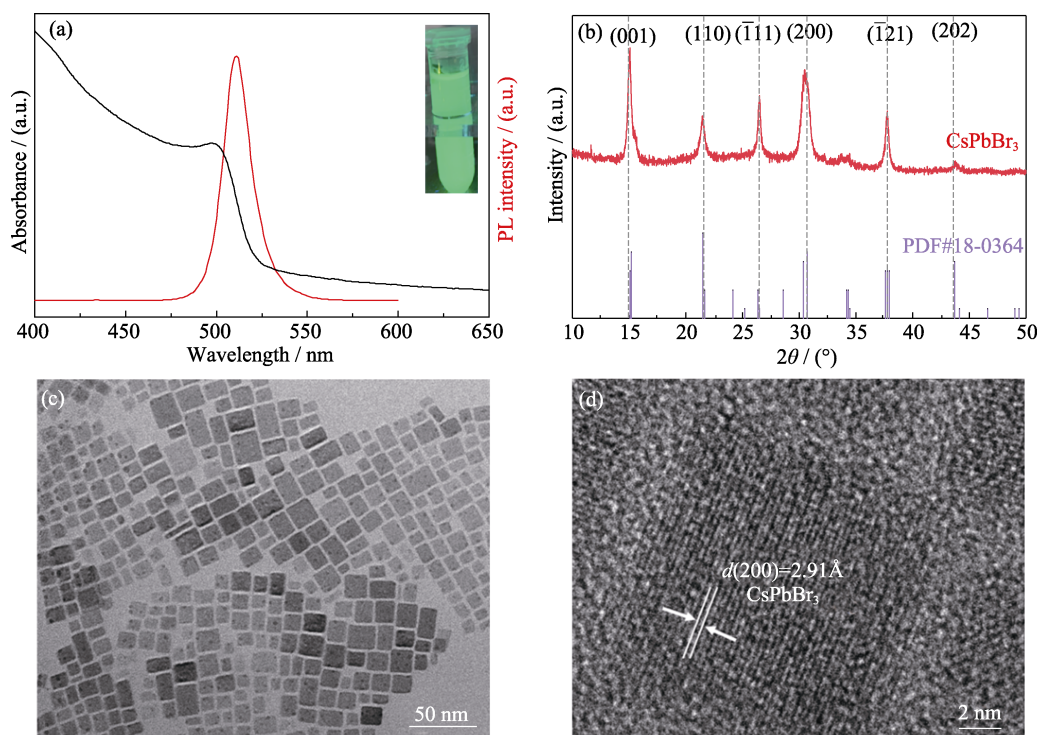 (a)
Absorbance / (a.u.)
PL intensity / (a.u.)
400 450 500 550 600 650
Wavelength / nm
(b)
(001) (110) (1̅11) (200) (1̅21) (202)
Intensity / (a.u.)
CsPbBr₃
PDF#18-0364
10 15 20 25 30 35 40 45 50
2θ / (°)
(c)
50 nm
(d)
d(200)=2.91Å
CsPbBr₃
2 nm